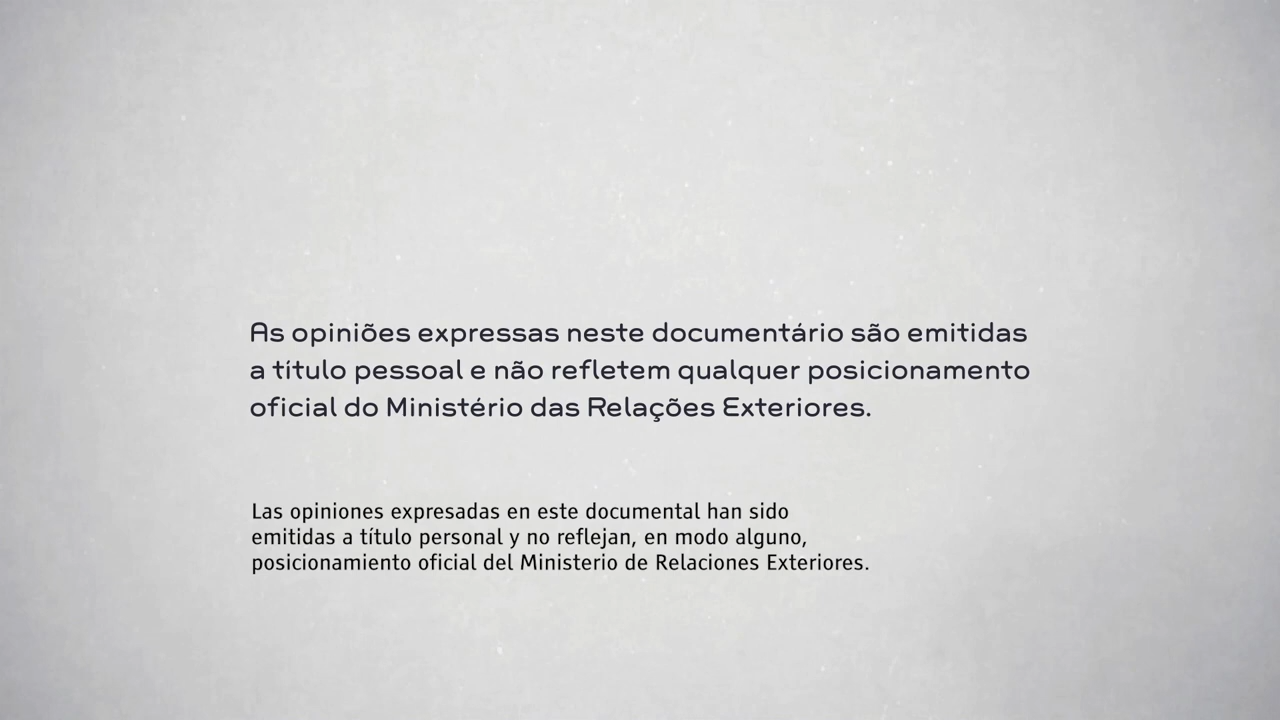 As opiniões expressas neste documentário são emitidas
a título pessoal e não refletem qualquer posicionamento
oficial do Ministério das Relações Exteriores.
Las opiniones expresadas en este documental han sido
emitidas a título personal y no reflejan, en modo alguno,
posicionamiento oficial del Ministerio de Relaciones Exteriores.